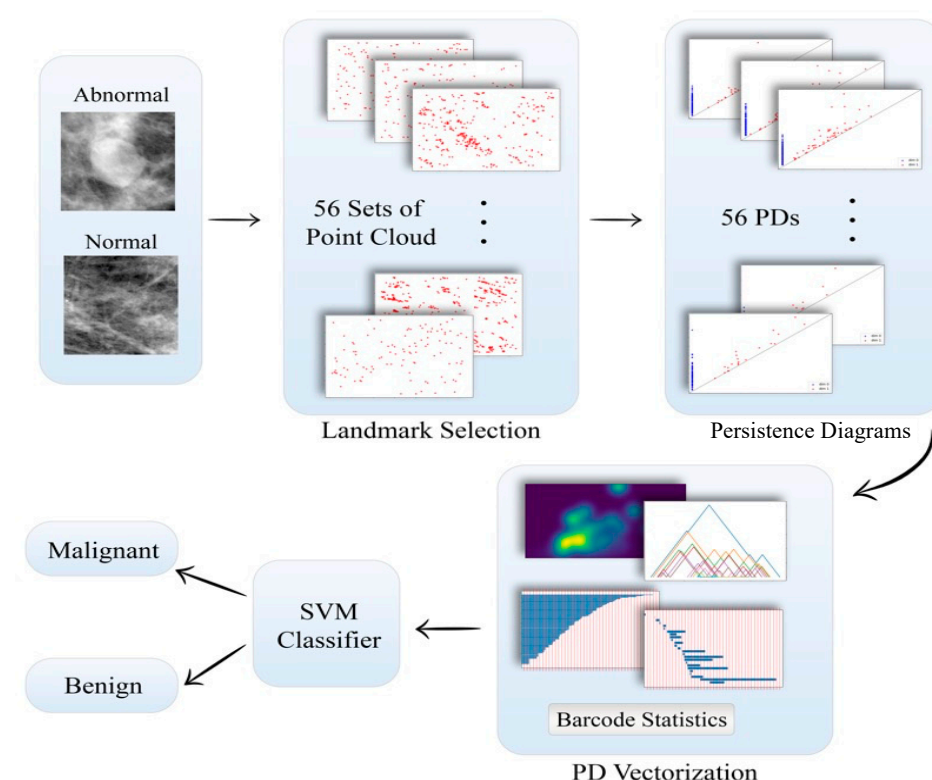 Abnormal
Normal
56 Sets of
Point Cloud
Landmark Selection
56 PDs
Persistence Diagrams
PD Vectorization
Barcode Statistics
SVM
Classifier
Malignant
Benign